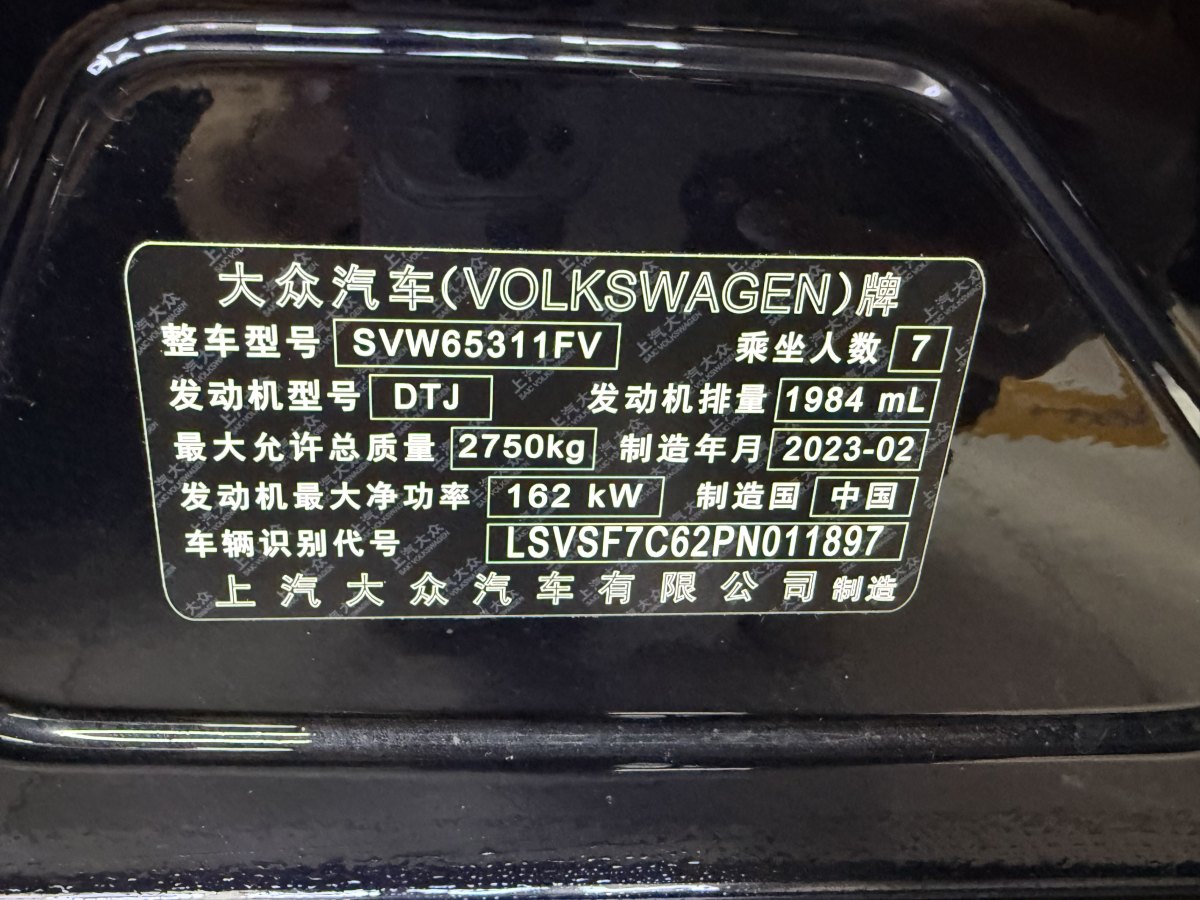 大众汽车(VOLKSWAGEN)牌
整车型号 SVW65311FV 乘坐人数 7
发动机型号 DTJ 发动机排量 1984 mL
最大允许总质量 2750kg 制造年月 2023-02
发动机最大净功率 162 kW 制造国 中国
车辆识别代号 LSVSF7C62PN011897
上汽大众汽车有限公司 制造